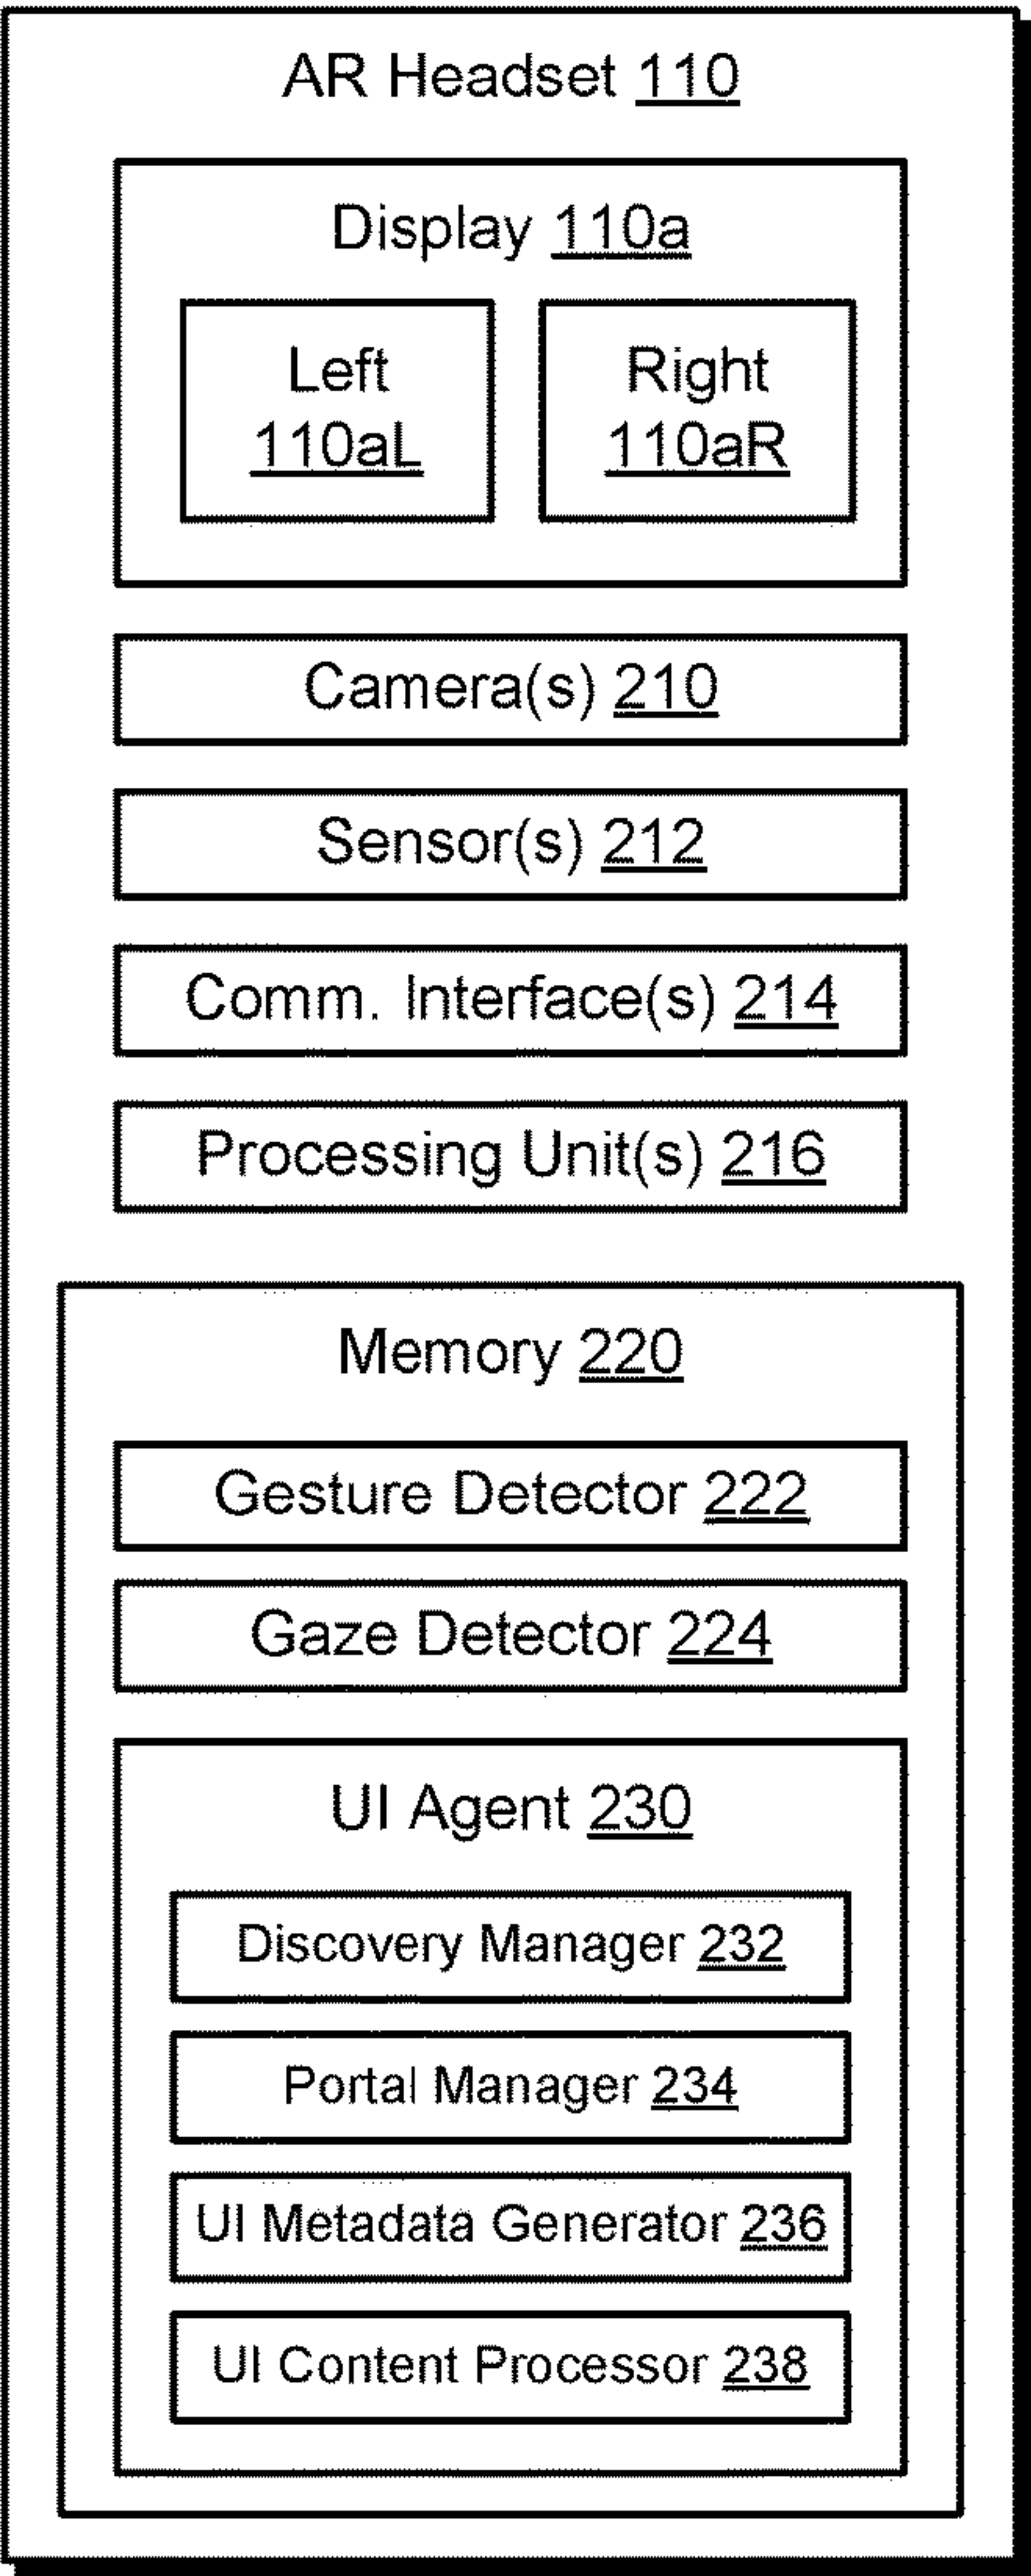 AR Headset 110
Display 110a
Left
110aL
Right
110aR
Camera(s) 210
Sensor(s) 212
Comm. Interface(s) 214
Processing Unit(s) 216
Memory 220
Gesture Detector 222
Gaze Detector 224
UI Agent 230
Discovery Manager 232
Portal Manager 234
UI Metadata Generator 236
UI Content Processor 238